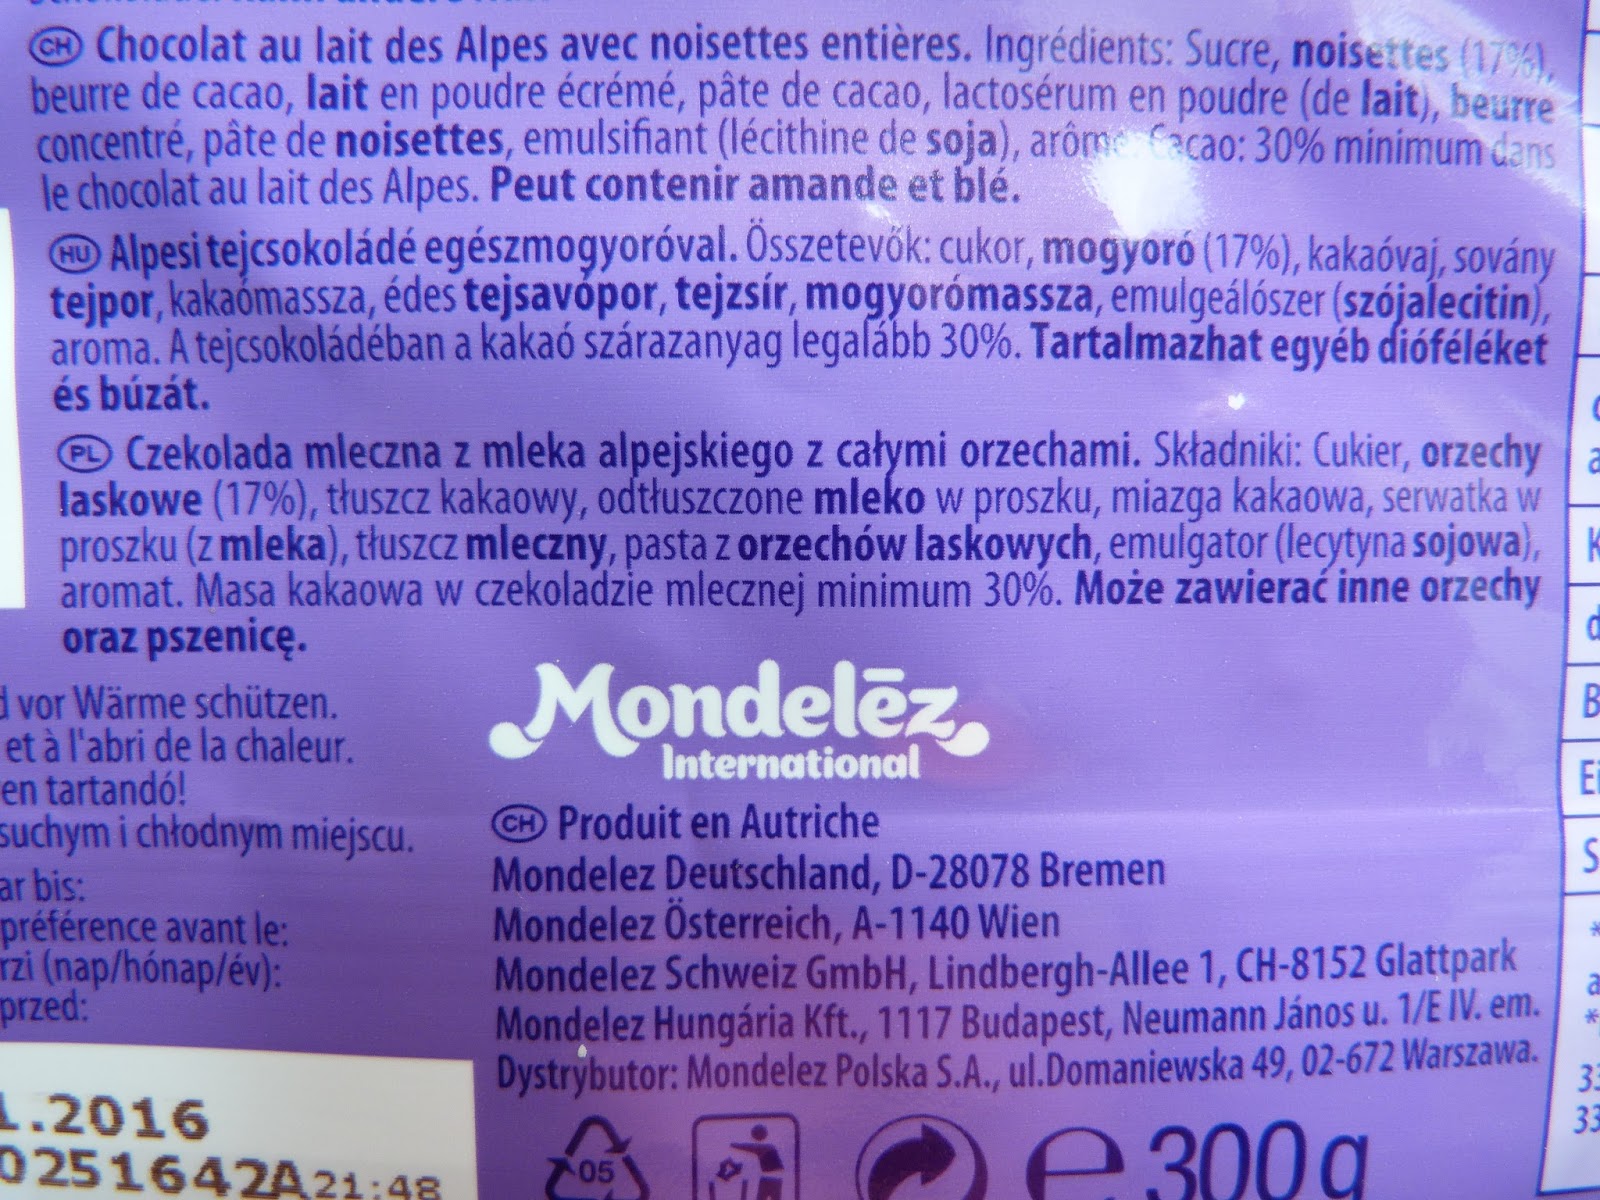 CH Chocolat au lait des Alpes avec noisettes entières. Ingrédients: Sucre, noisettes (17%),
beurre de cacao, lait en poudre écrémé, pâte de cacao, lactosérum en poudre (de lait), beurre
concentré, pâte de noisettes, emulsifiant (lécithine de soja), arôme. Cacao: 30% minimum dans
le chocolat au lait des Alpes. Peut contenir amande et blé.
HU Alpesi tejcsokoládé egészmogyoróval. Összetevők: cukor, mogyoró (17%), kakaóvaj, sovány
tejpor, kakaómassza, édes tejsavópor, tejzsír, mogyorómassza, emulgeálószer (szójalecitin),
aroma. A tejcsokoládéban a kakaó szárazanyag legalább 30%. Tartalmazhat egyéb dióféléket
és búzát.
PL Czekolada mleczna z mleka alpejskiego z całymi orzechami. Składniki: Cukier, orzechy
laskowe (17%), tłuszcz kakaowy, odtłuszczone mleko w proszku, miazga kakaowa, serwatka w
proszku (z mleka), tłuszcz mleczny, pasta z orzechów laskowych, emulgator (lecytyna sojowa),
aromat. Masa kakaowa w czekoladzie mlecznej minimum 30%. Może zawierać inne orzechy
oraz pszenicę.
d vor Wärme schützen.
et à l'abri de la chaleur.
en tartandó!
suchym i chłodnym miejscu.
ar bis:
préférence avant le:
rzi (nap/hónap/év):
przed:
1.2016
0251642A21:48
Mondelēz
International
CH Produit en Autriche
Mondelez Deutschland, D-28078 Bremen
Mondelez Österreich, A-1140 Wien
Mondelez Schweiz GmbH, Lindbergh-Allee 1, CH-8152 Glattpark
Mondelez Hungária Kft., 1117 Budapest, Neumann János u. 1/E IV. em.
Dystrybutor: Mondelez Polska S.A., ul.Domaniewska 49, 02-672 Warszawa.
05
e 300g